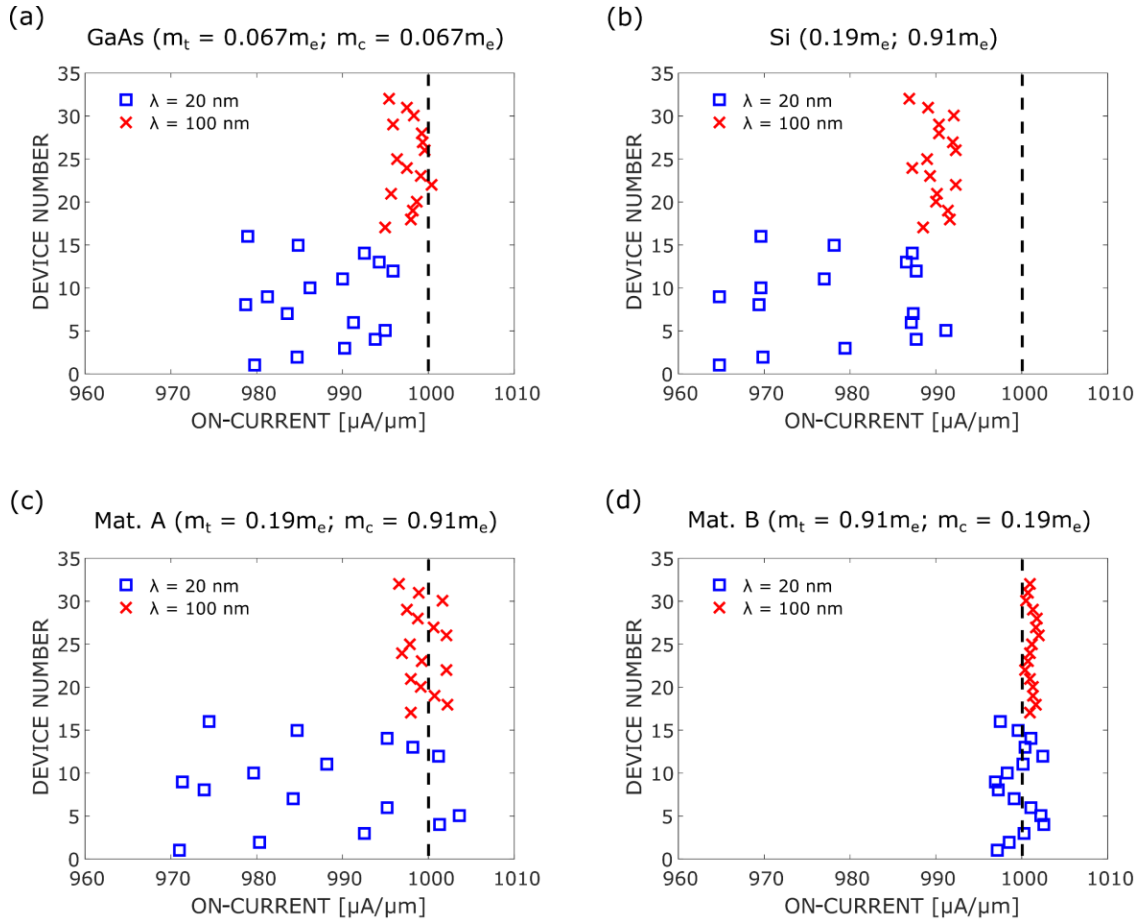 (a)
GaAs (mt = 0.067me; mc = 0.067me)
λ = 20 nm
λ = 100 nm
DEVICE NUMBER
35
30
25
20
15
10
5
0
960 970 980 990 1000 1010
ON-CURRENT [µA/µm]
(b)
Si (0.19me; 0.91me)
λ = 20 nm
λ = 100 nm
DEVICE NUMBER
35
30
25
20
15
10
5
0
960 970 980 990 1000 1010
ON-CURRENT [µA/µm]
(c)
Mat. A (mt = 0.19me; mc = 0.91me)
λ = 20 nm
λ = 100 nm
DEVICE NUMBER
35
30
25
20
15
10
5
0
960 970 980 990 1000 1010
ON-CURRENT [µA/µm]
(d)
Mat. B (mt = 0.91me; mc = 0.19me)
λ = 20 nm
λ = 100 nm
DEVICE NUMBER
35
30
25
20
15
10
5
0
960 970 980 990 1000 1010
ON-CURRENT [µA/µm]